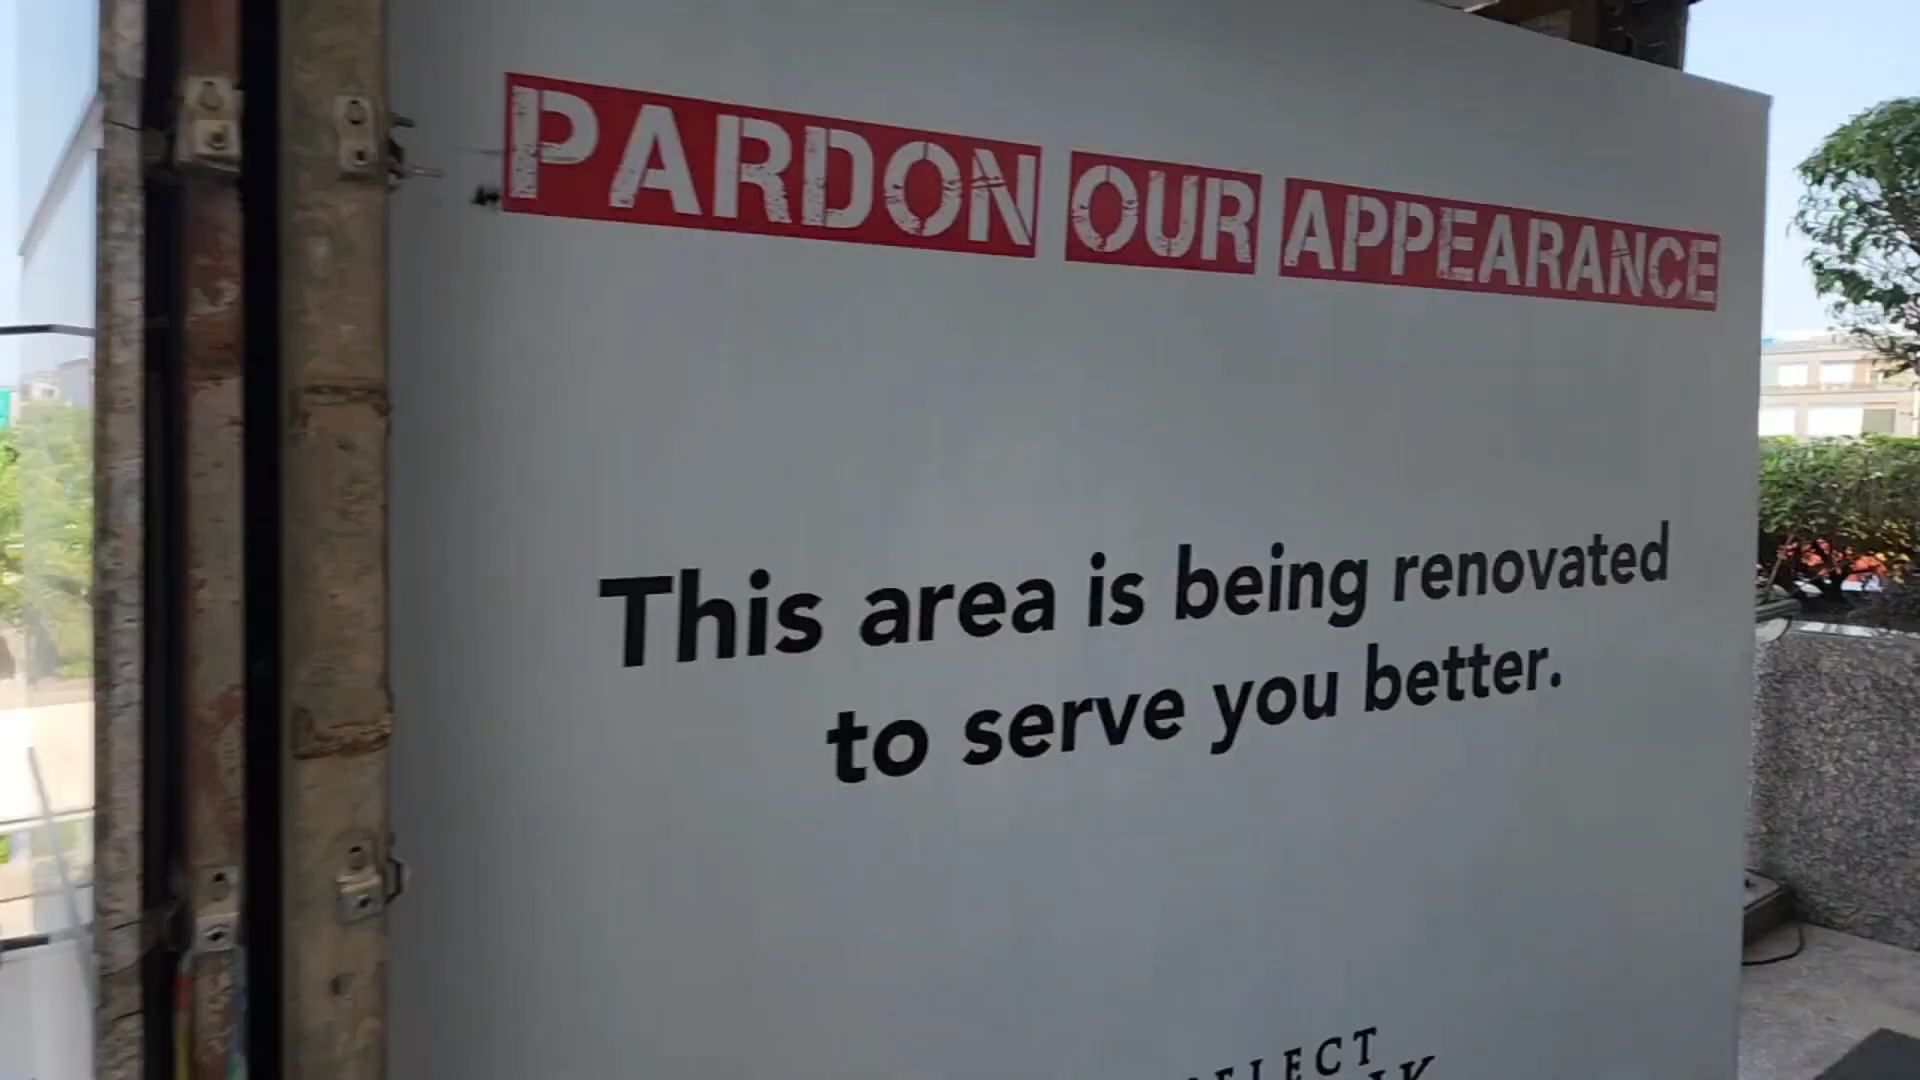 PARDON OUR APPEARANCE
This area is being renovated
to serve you better.